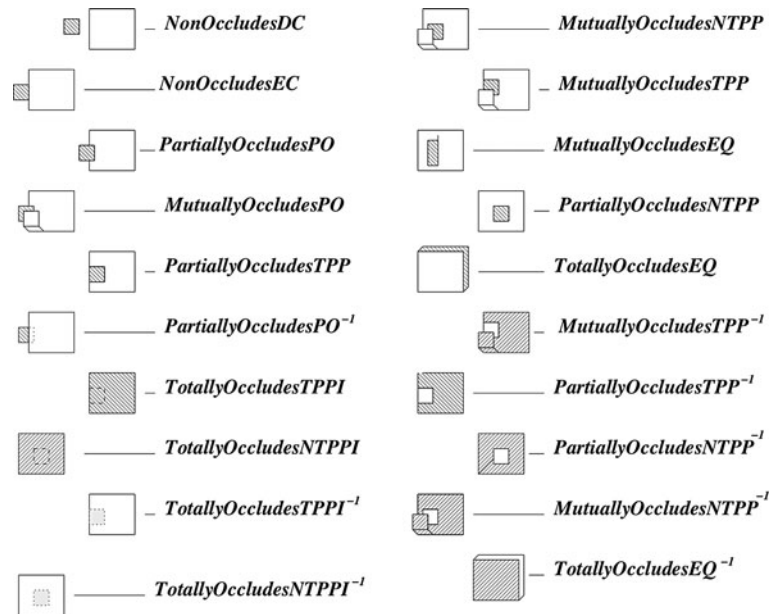 NonOccludesDC
NonOccludesEC
PartiallyOccludesPO
MutuallyOccludesPO
PartiallyOccludesTPP
PartiallyOccludesPO⁻¹
TotallyOccludesTPPI
TotallyOccludesNTPPI
TotallyOccludesTPPI⁻¹
TotallyOccludesNTPPI⁻¹
MutuallyOccludesNTPP
MutuallyOccludesTPP
MutuallyOccludesEQ
PartiallyOccludesNTPP
TotallyOccludesEQ
MutuallyOccludesTPP⁻¹
PartiallyOccludesTPP⁻¹
PartiallyOccludesNTPP⁻¹
MutuallyOccludesNTPP⁻¹
TotallyOccludesEQ⁻¹